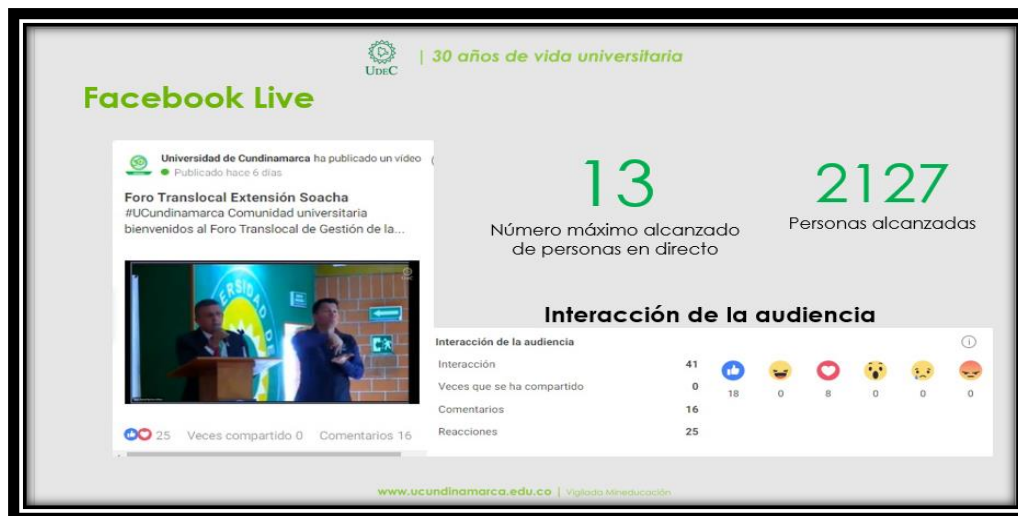 UDEC
| 30 años de vida universitaria
Facebook Live
Universidad de Cundinamarca ha publicado un vídeo
Publicado hace 6 días
Foro Translocal Extensión Soacha
#UCundinamarca Comunidad universitaria
bienvenidos al Foro Translocal de Gestión de la...
25 Veces compartido 0 Comentarios 16
13
Número máximo alcanzado
de personas en directo
2127
Personas alcanzadas
Interacción de la audiencia
Interacción de la audiencia
Interacción 41
Veces que se ha compartido 0
Comentarios 16
Reacciones 25
18 0 8 0 0 0
www.ucundinamarca.edu.co | Vigilada Mineducación